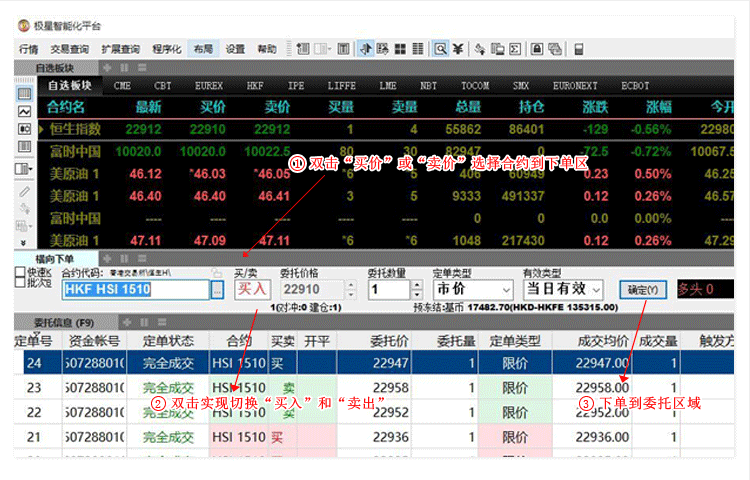 极星智能化平台
行情 交易查询 扩展查询 程序化 布局 设置 帮助
自选板块
自选板块 CME CBT EUREX HKF IPE LIFFE LME NBT TOCOM SMX EURONEXT ECBOT
合约名 最新 买价 卖价 买量 卖量 总量 持仓 涨跌 涨幅 今开
恒生指数 22912 22910 22912 1 4 55862 86401 -129 -0.56% 22980
富时中国 10020.0 10020.0 10022.5 80 30 82947 0 -72.5 -0.72% 10067.5
①双击“买价”或“卖价”选择合约到下单区
美原油 1 46.12 *46.03 *46.05 *6 5 406 60949 0.23 0.50% 46.25
美原油 1 46.40 46.40 46.41 3 5 9333 491337 0.12 0.26% 46.57
富时中国 ---- ---- ---- 0 0 0.0 0.00% ----
美原油 1 47.11 47.09 47.11 *6 *6 1048 217430 0.12 0.26% 47.29
横向下单
快速K 合约代码: 香港交易所\恒生H\ 买/卖 委托价格 委托数量 定单类型 有效类型
批次定 HKF HSI 1510 ... 买入 22910 1 市价 当日有效 确定(Y) 多头 0
1(对冲:0 建仓:1) 预冻结:基币 17482.70(HKD-HKFE 135315.00)
委托信息 (F9)
定单号 资金帐号 定单状态 合约 买卖 开平 委托价 委托量 定单类型 成交均价 成交量 触发方
24 507288010 完全成交 HSI 1510 买 22947 1 限价 22947.00 1
23 507288010 完全成交 HSI 1510 卖 22958 1 限价 22958.00 1
②双击实现切换“买入”和“卖出”
③下单到委托区域
22 507288010 完全成交 HSI 1510 卖 22952 1 限价 22952.00 1
21 507288010 完全成交 HSI 1510 买 22936 1 限价 22936.00 1